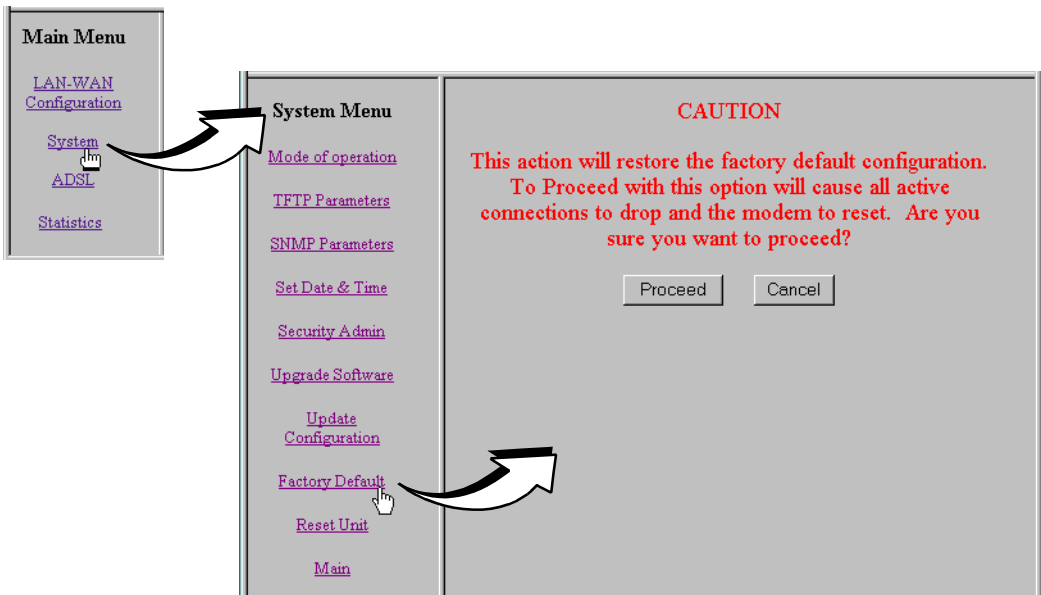 Main Menu
LAN-WAN
Configuration
System
ADSL
Statistics
System Menu
Mode of operation
TFTP Parameters
SNMP Parameters
Set Date & Time
Security Admin
Upgrade Software
Update
Configuration
Factory Default
Reset Unit
Main
CAUTION
This action will restore the factory default configuration.
To Proceed with this option will cause all active
connections to drop and the modem to reset. Are you
sure you want to proceed?
Proceed
Cancel